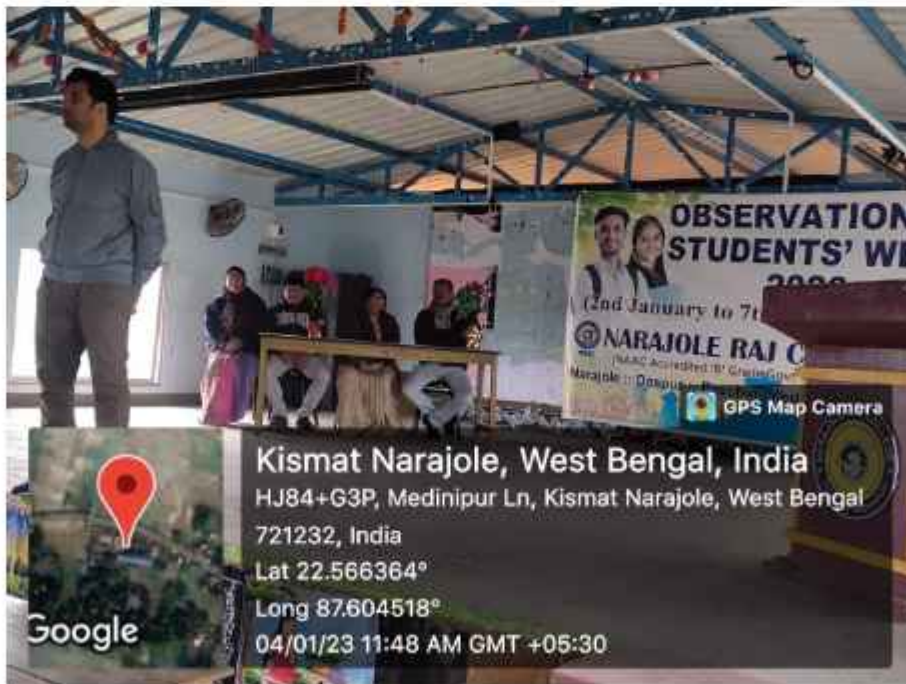 OBSERVATION
STUDENTS' WE
(2nd January to 7t
NARAJOLE RAJ C
NAAC Accredited 'B' Grade
Narajole ::
GPS Map Camera
Kismat Narajole, West Bengal, India
HJ84+G3P, Medinipur Ln, Kismat Narajole, West Bengal
721232, India
Lat 22.566364°
Long 87.604518°
04/01/23 11:48 AM GMT +05:30
Google